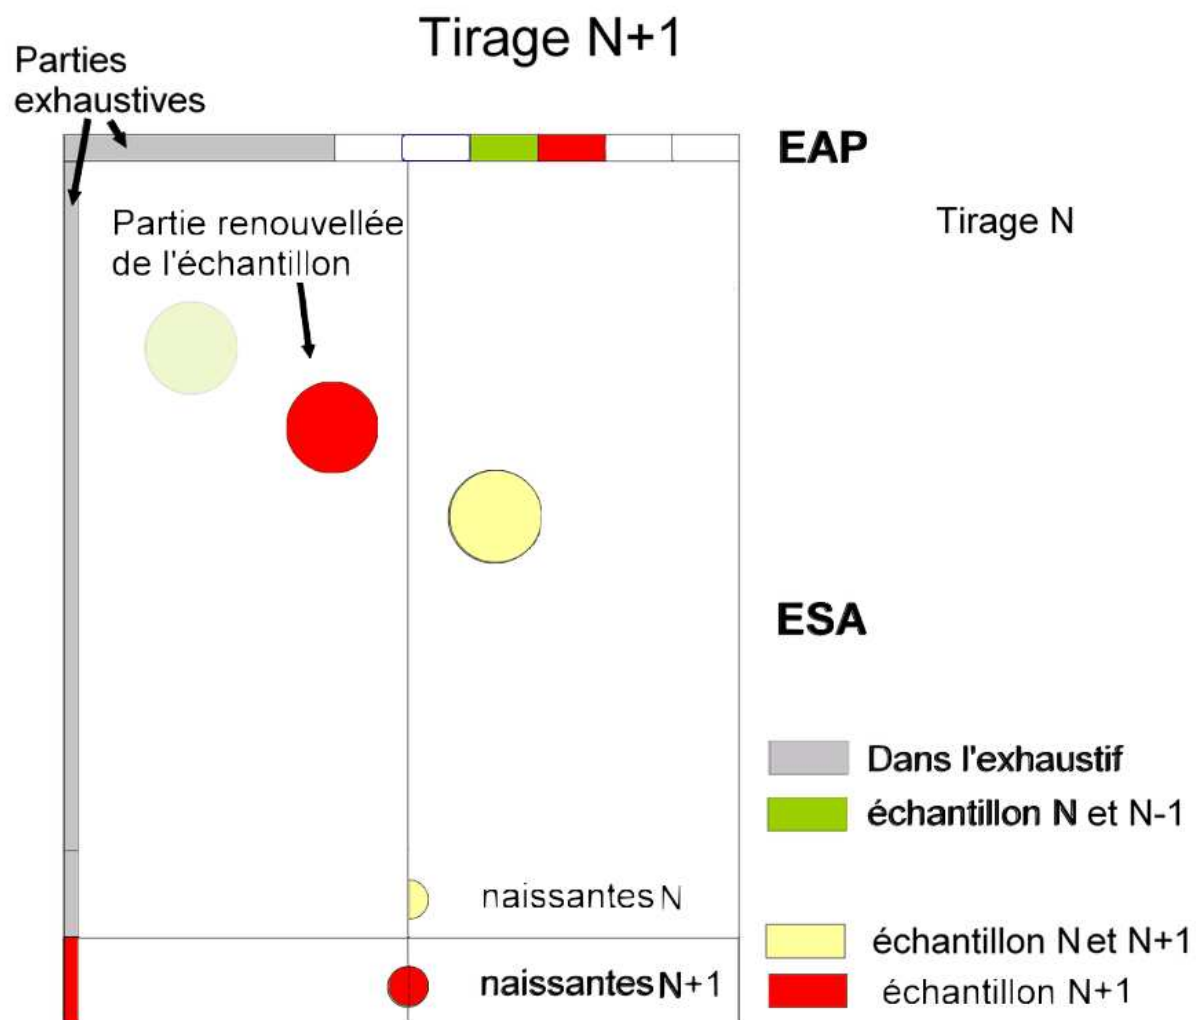 Tirage N+1
Parties
exhaustives
EAP
Partie renouvellée
de l'échantillon
Tirage N
ESA
Dans l'exhaustif
échantillon N et N-1
naissantes N
échantillon N et N+1
naissantes N+1
échantillon N+1